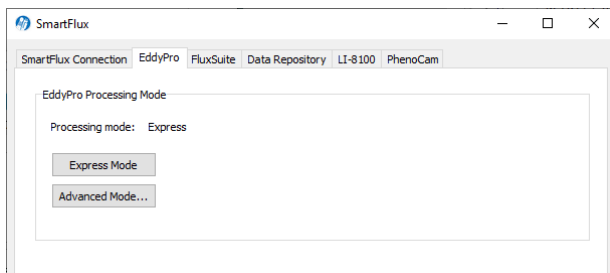 SmartFlux
SmartFlux Connection EddyPro FluxSuite Data Repository LI-8100 PhenoCam
EddyPro Processing Mode
Processing mode: Express
Express Mode
Advanced Mode...